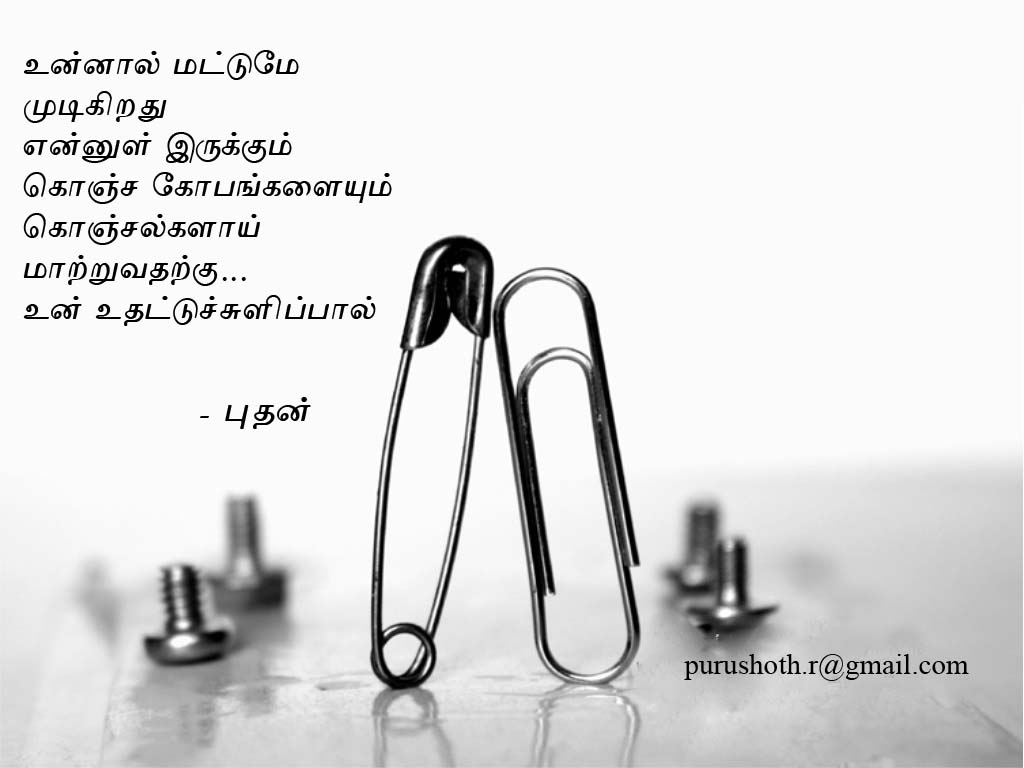 உன்னால் மட்டுமே
முடிகிறது
என்னுள் இருக்கும்
கொஞ்ச கோபங்களையும்
கொஞ்சல்களாய்
மாற்றுவதற்கு...
உன் உதட்டுச்சுளிப்பால்
- புதன்
purushoth.r@gmail.com